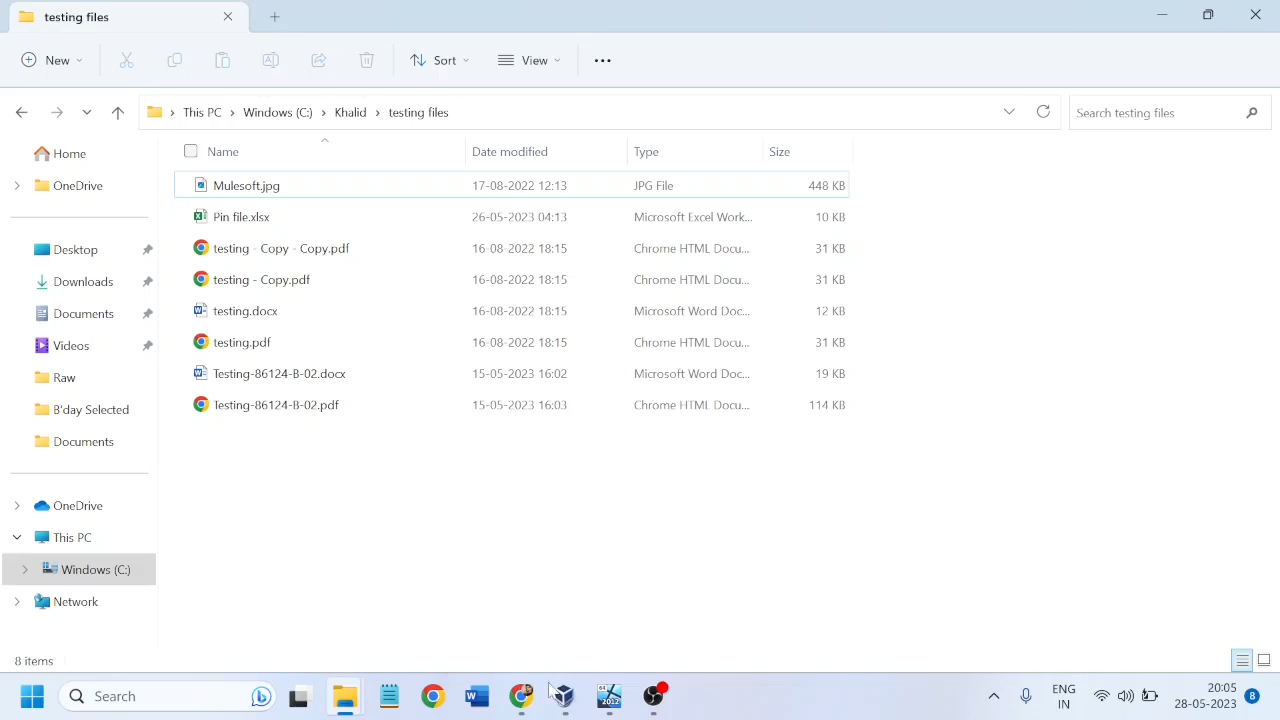 testing files
New
Sort
View
This PC > Windows (C:) > Khalid > testing files
Search testing files
Name Date modified Type Size
Mulesoft.jpg 17-08-2022 12:13 JPG File 448 KB
Pin file.xlsx 26-05-2023 04:13 Microsoft Excel Work... 10 KB
testing - Copy - Copy.pdf 16-08-2022 18:15 Chrome HTML Docu... 31 KB
testing - Copy.pdf 16-08-2022 18:15 Chrome HTML Docu... 31 KB
testing.docx 16-08-2022 18:15 Microsoft Word Doc... 12 KB
testing.pdf 16-08-2022 18:15 Chrome HTML Docu... 31 KB
Testing-86124-B-02.docx 15-05-2023 16:02 Microsoft Word Doc... 19 KB
Testing-86124-B-02.pdf 15-05-2023 16:03 Chrome HTML Docu... 114 KB
Home
OneDrive
Desktop
Downloads
Documents
Videos
Raw
B'day Selected
Documents
OneDrive
This PC
Windows (C:)
Network
8 items
Search
2012
ENG
IN
20:05
28-05-2023
8